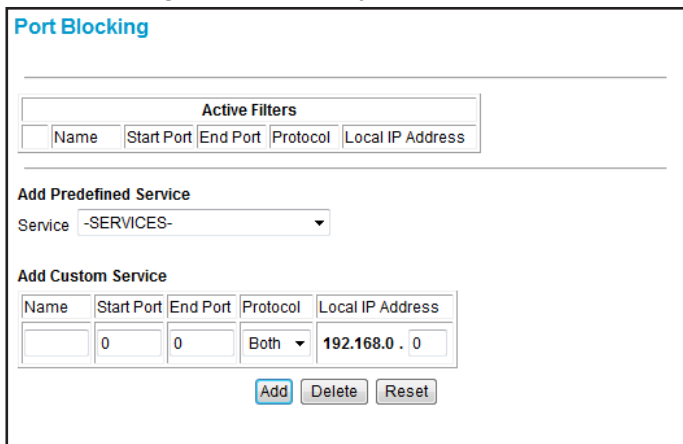 Port Blocking
Active Filters
Name Start Port End Port Protocol Local IP Address
Add Predefined Service
Service -SERVICES-
Add Custom Service
Name Start Port End Port Protocol Local IP Address
0 0 Both 192.168.0 . 0
Add Delete Reset